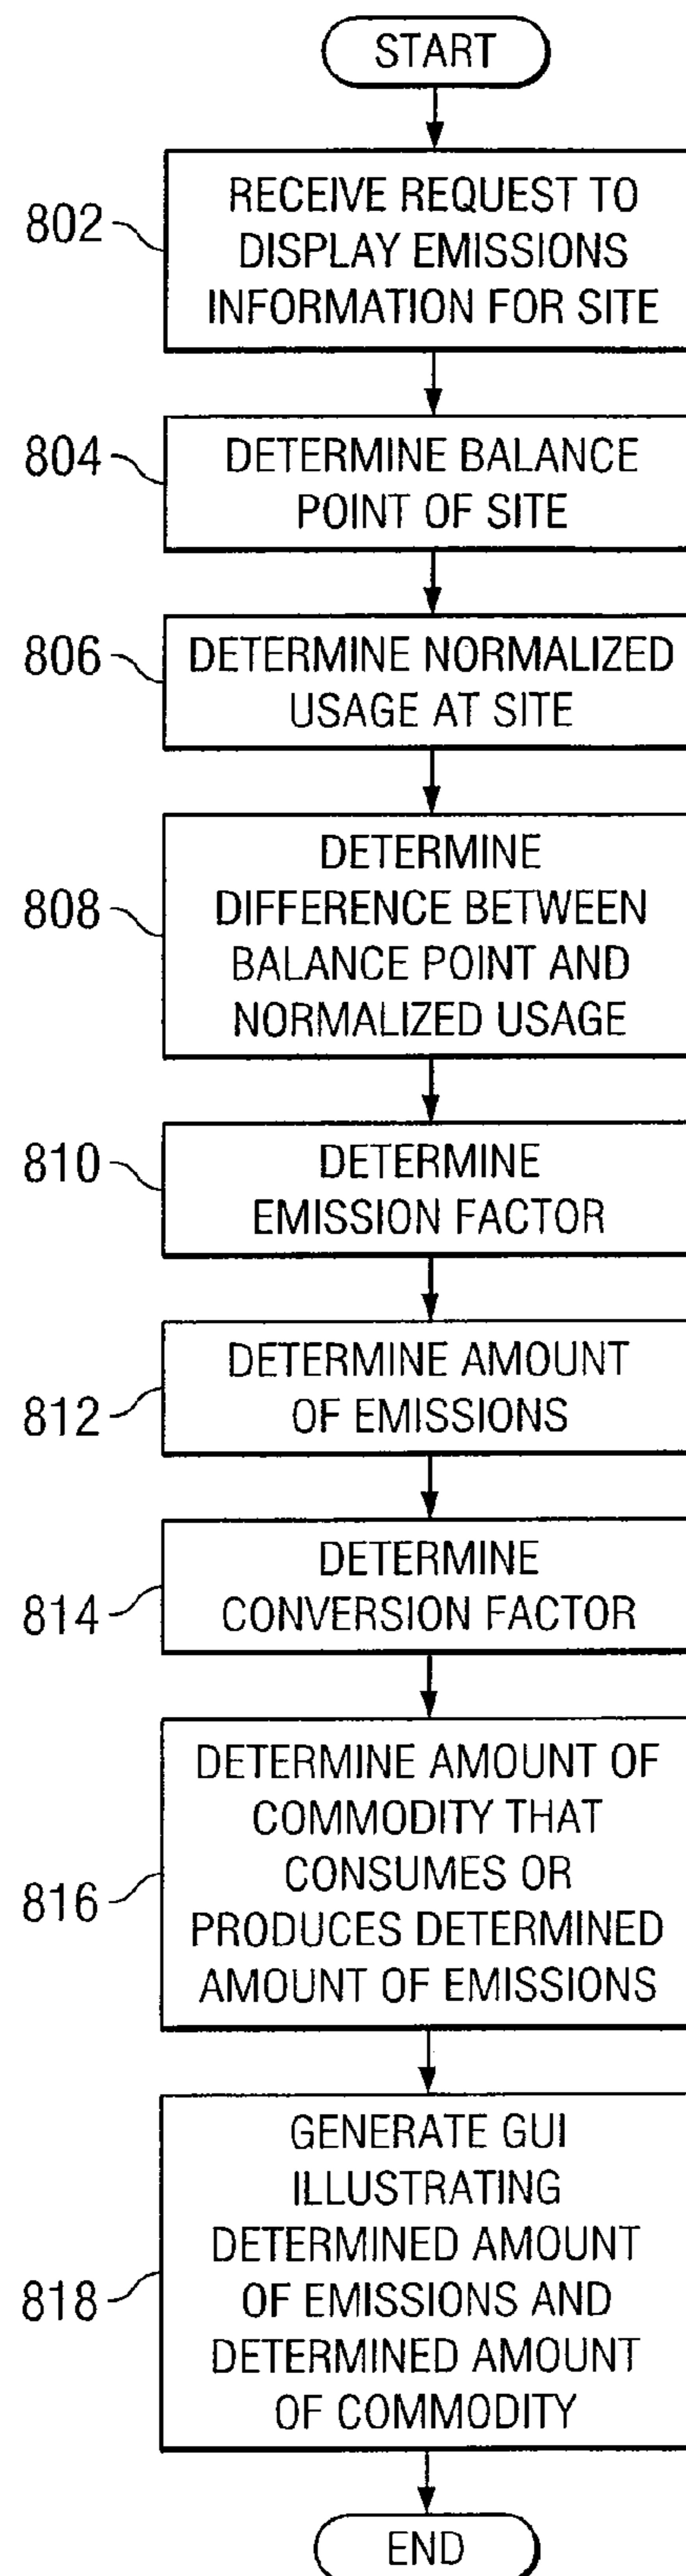 START
802
RECEIVE REQUEST TO
DISPLAY EMISSIONS
INFORMATION FOR SITE
804
DETERMINE BALANCE
POINT OF SITE
806
DETERMINE NORMALIZED
USAGE AT SITE
808
DETERMINE
DIFFERENCE BETWEEN
BALANCE POINT AND
NORMALIZED USAGE
810
DETERMINE
EMISSION FACTOR
812
DETERMINE AMOUNT
OF EMISSIONS
814
DETERMINE
CONVERSION FACTOR
816
DETERMINE AMOUNT OF
COMMODITY THAT
CONSUMES OR
PRODUCES DETERMINED
AMOUNT OF EMISSIONS
818
GENERATE GUI
ILLUSTRATING
DETERMINED AMOUNT
OF EMISSIONS AND
DETERMINED AMOUNT
OF COMMODITY
END